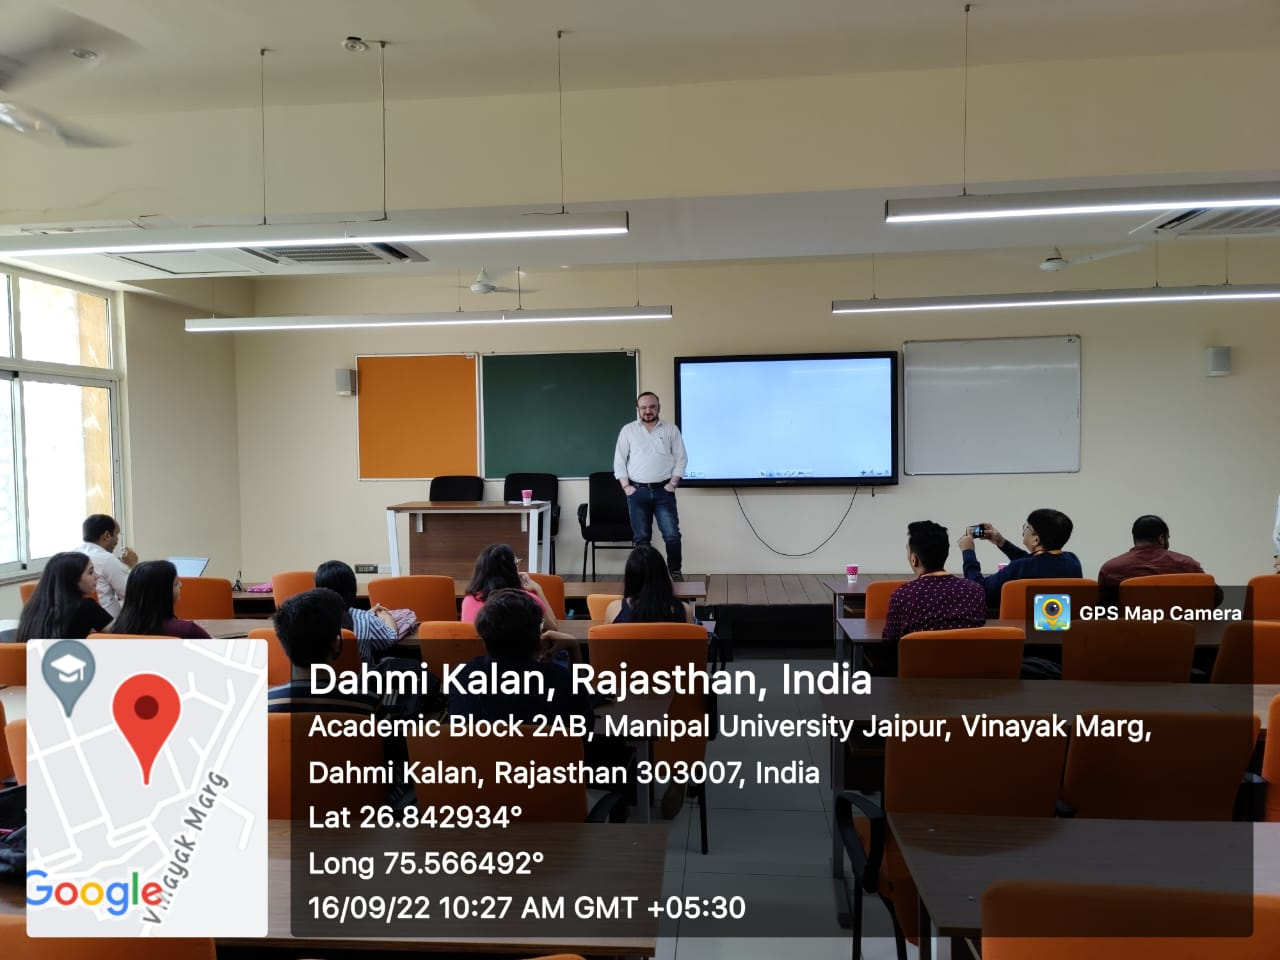 GPS Map Camera
Dahmi Kalan, Rajasthan, India
Academic Block 2AB, Manipal University Jaipur, Vinayak Marg,
Dahmi Kalan, Rajasthan 303007, India
Lat 26.842934°
Long 75.566492°
16/09/22 10:27 AM GMT +05:30
Vinayak Marg
Google